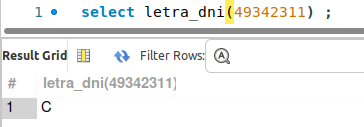 1 select letra_dni(49342311) ;
Result Grid Filter Rows:
# letra_dni(49342311)
1 C